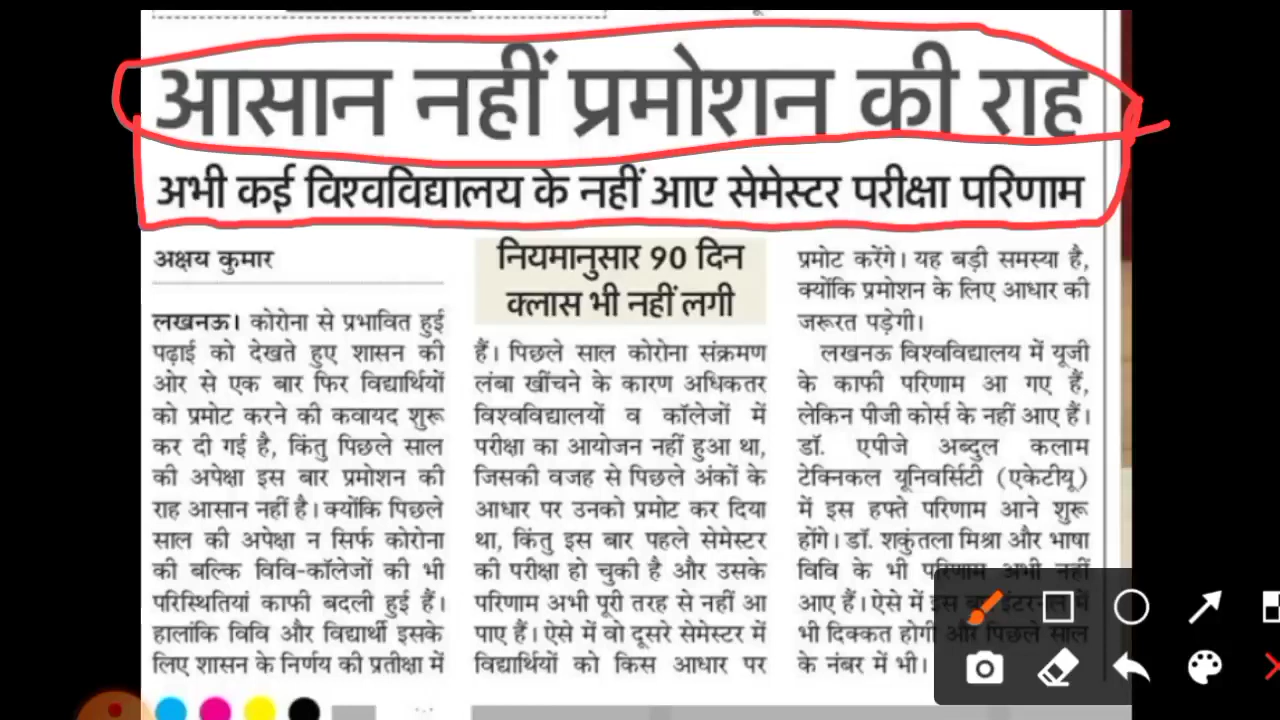 आसान नहीं प्रमोशन की राह
अभी कई विश्वविद्यालय के नहीं आए सेमेस्टर परीक्षा परिणाम
अक्षय कुमार
लखनऊ। कोरोना से प्रभावित हुई
पढ़ाई को देखते हुए शासन की
ओर से एक बार फिर विद्यार्थियों
को प्रमोट करने की कवायद शुरू
कर दी गई है, किंतु पिछले साल
की अपेक्षा इस बार प्रमोशन की
राह आसान नहीं है। क्योंकि पिछले
साल की अपेक्षा न सिर्फ कोरोना
की बल्कि विवि-कॉलेजों की भी
परिस्थितियां काफी बदली हुई हैं।
हालांकि विवि और विद्यार्थी इसके
लिए शासन के निर्णय की प्रतीक्षा में
नियमानुसार 90 दिन
क्लास भी नहीं लगी
हैं। पिछले साल कोरोना संक्रमण
लंबा खींचने के कारण अधिकतर
विश्वविद्यालयों व कॉलेजों में
परीक्षा का आयोजन नहीं हुआ था,
जिसकी वजह से पिछले अंकों के
आधार पर उनको प्रमोट कर दिया
था, किंतु इस बार पहले सेमेस्टर
की परीक्षा हो चुकी है और उसके
परिणाम अभी पूरी तरह से नहीं आ
पाए हैं। ऐसे में वो दूसरे सेमेस्टर में
विद्यार्थियों को किस आधार पर
प्रमोट करेंगे। यह बड़ी समस्या है,
क्योंकि प्रमोशन के लिए आधार की
जरूरत पड़ेगी।
लखनऊ विश्वविद्यालय में यूजी
के काफी परिणाम आ गए हैं,
लेकिन पीजी कोर्स के नहीं आए हैं।
डॉ. एपीजे अब्दुल कलाम
टेक्निकल यूनिवर्सिटी (एकेटीयू)
में इस हफ्ते परिणाम आने शुरू
होंगे। डॉ. शकुंतला मिश्रा और भाषा
विवि के भी परिणाम अभी नहीं
आए हैं। ऐसे में इस बार इंटरनल में
भी दिक्कत होगी और पिछले साल
के नंबर में भी।